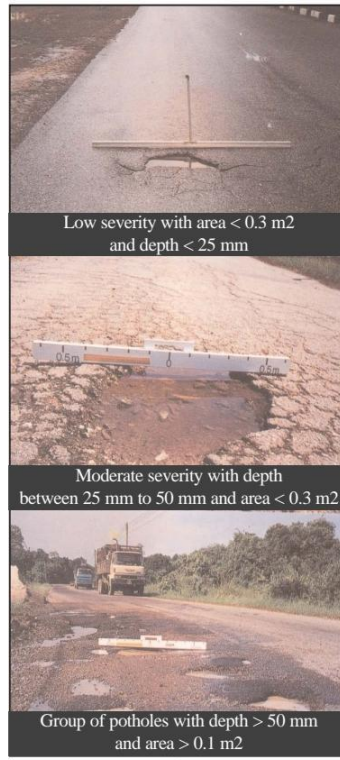 Low severity with area < 0.3 m2
and depth < 25 mm
0.5m
0
0.5m
Moderate severity with depth
between 25 mm to 50 mm and area < 0.3 m2
Group of potholes with depth > 50 mm
and area > 0.1 m2